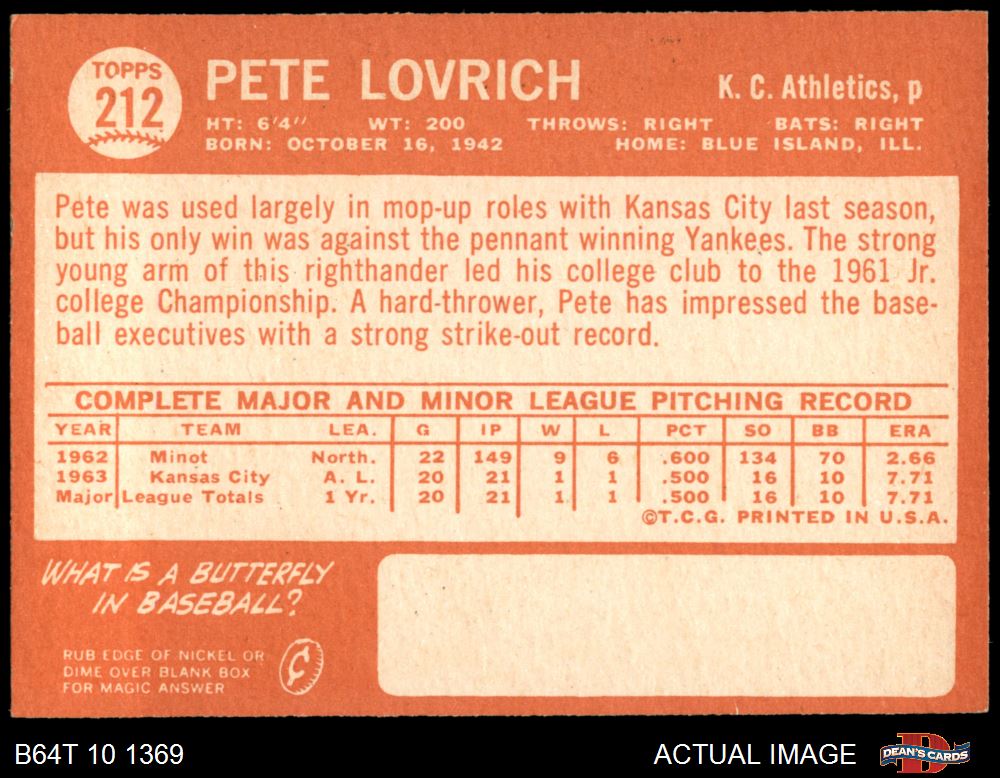 TOPPS
212
PETE LOVRICH
K. C. Athletics, p
HT: 6'4" WT: 200 THROWS: RIGHT BATS: RIGHT
BORN: OCTOBER 16, 1942 HOME: BLUE ISLAND, ILL.
Pete was used largely in mop-up roles with Kansas City last season,
but his only win was against the pennant winning Yankees. The strong
young arm of this righthander led his college club to the 1961 Jr.
college Championship. A hard-thrower, Pete has impressed the base-
ball executives with a strong strike-out record.
COMPLETE MAJOR AND MINOR LEAGUE PITCHING RECORD
YEAR TEAM LEA. G IP W L PCT SO BB ERA
1962 Minot North. 22 149 9 6 .600 134 70 2.66
1963 Kansas City A. L. 20 21 1 1 .500 16 10 7.71
Major League Totals 1 Yr. 20 21 1 1 .500 16 10 7.71
©T.C.G. PRINTED IN U.S.A.
WHAT IS A BUTTERFLY
IN BASEBALL?
RUB EDGE OF NICKEL OR
DIME OVER BLANK BOX
FOR MAGIC ANSWER
¢
B64T 10 1369
ACTUAL IMAGE
DEAN'S CARDS